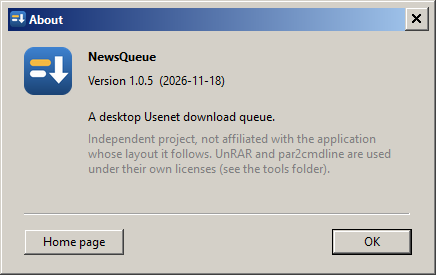 About
NewsQueue
Version 1.0.5 (2026-11-18)
A desktop Usenet download queue.
Independent project, not affiliated with the application
whose layout it follows. UnRAR and par2cmdline are used
under their own licenses (see the tools folder).
Home page
OK